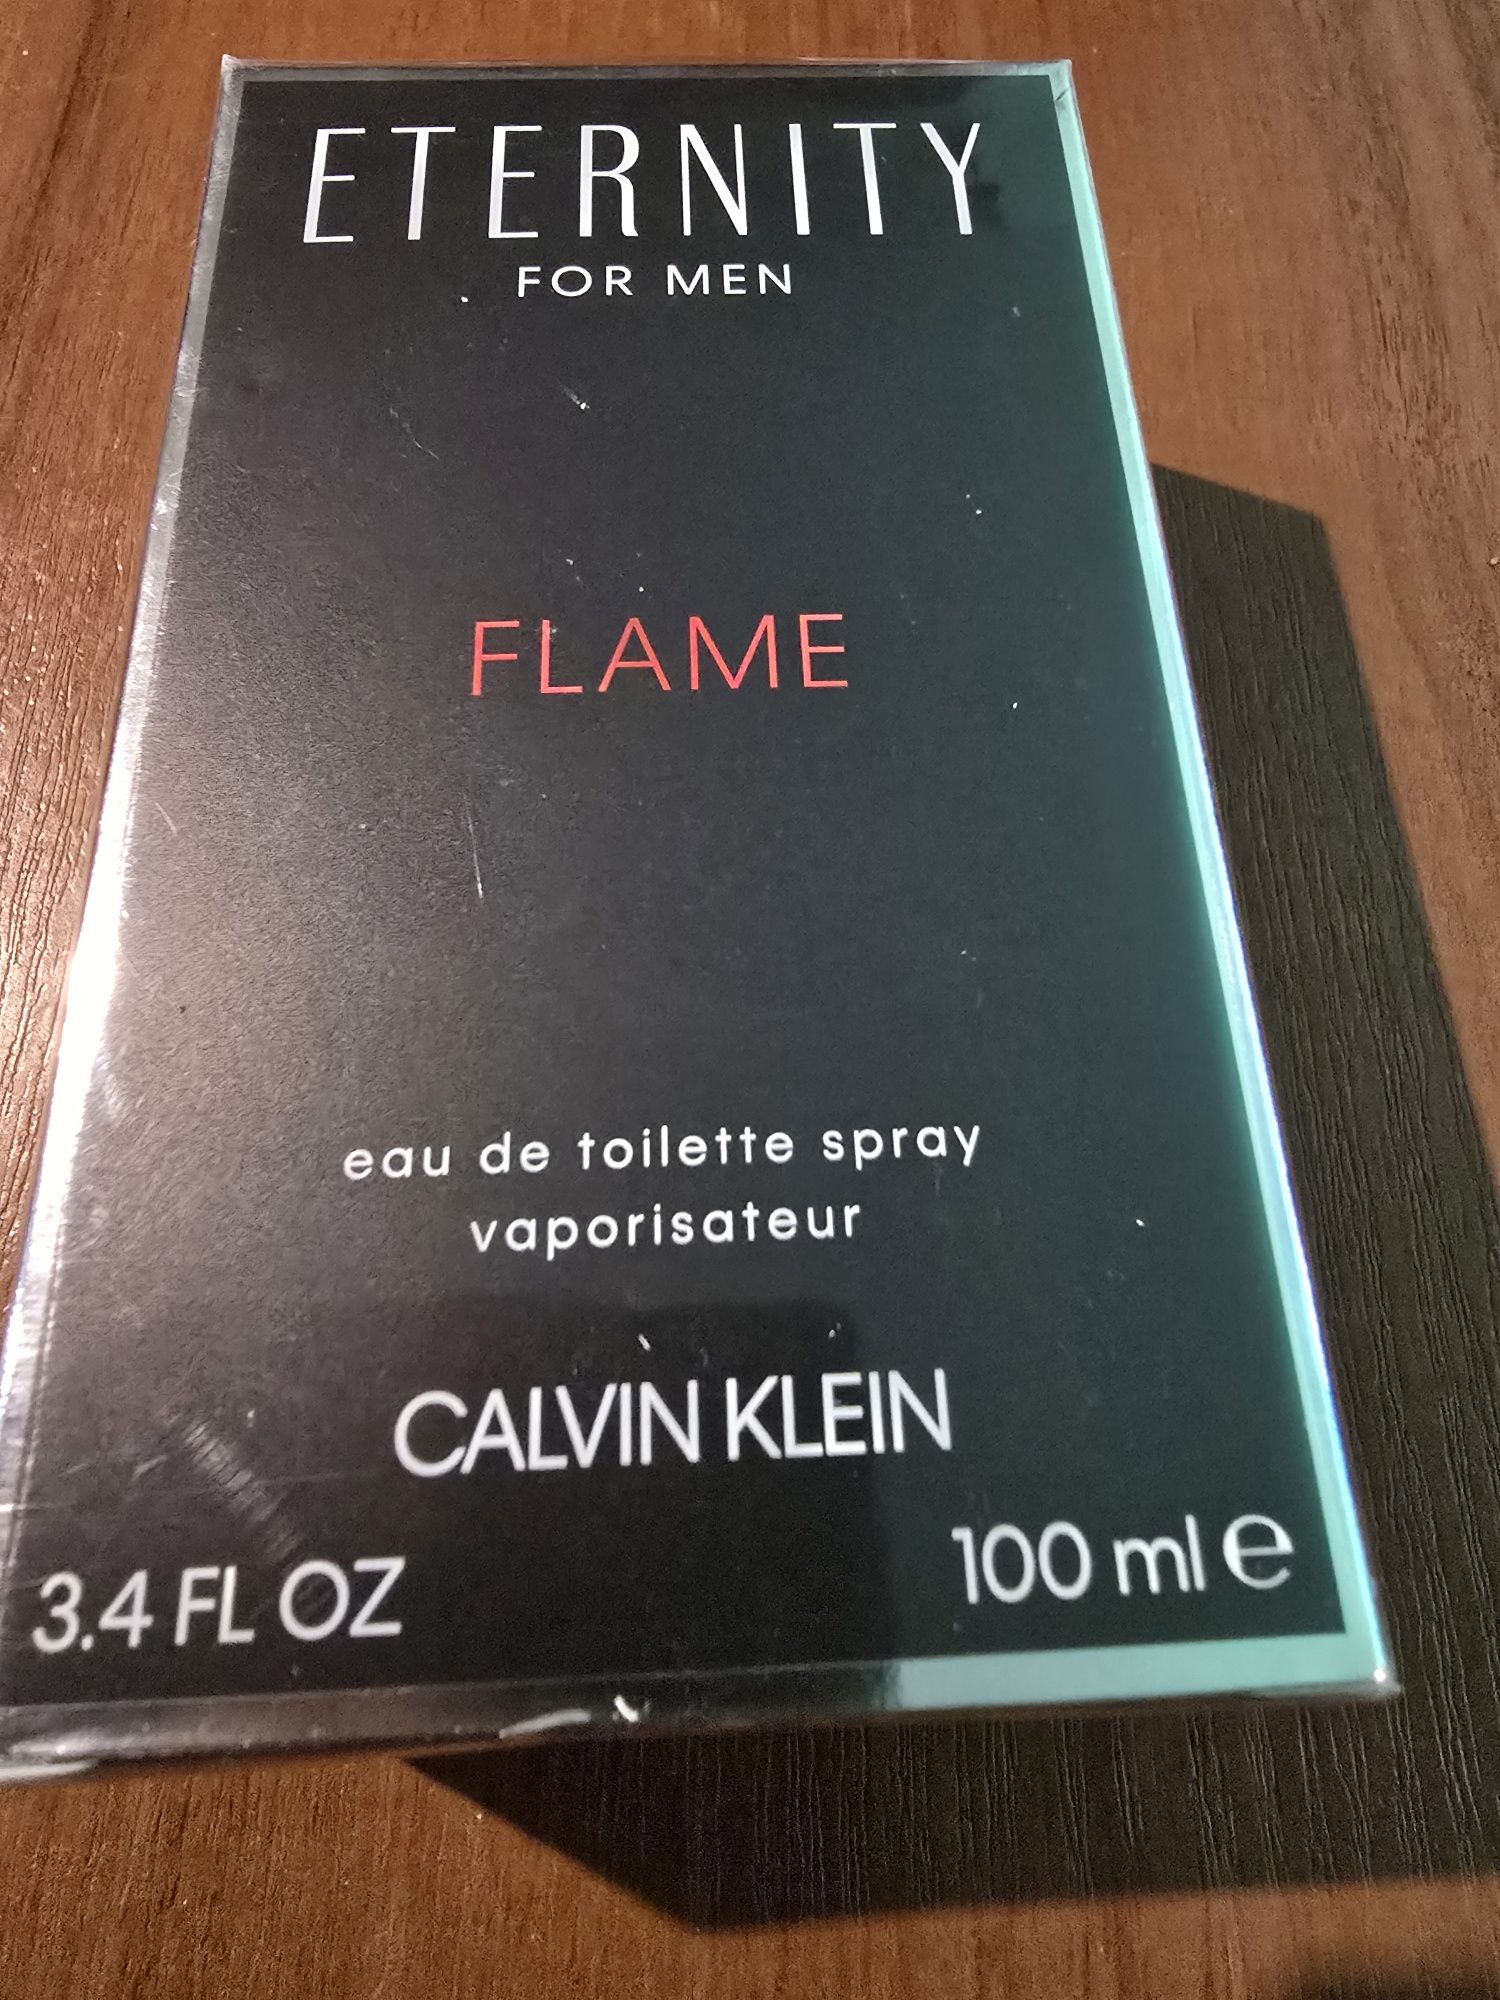 ETERNITY
FOR MEN
FLAME
eau de toilette spray
vaporisateur
CALVIN KLEIN
3.4 FL OZ 100 ml ℮